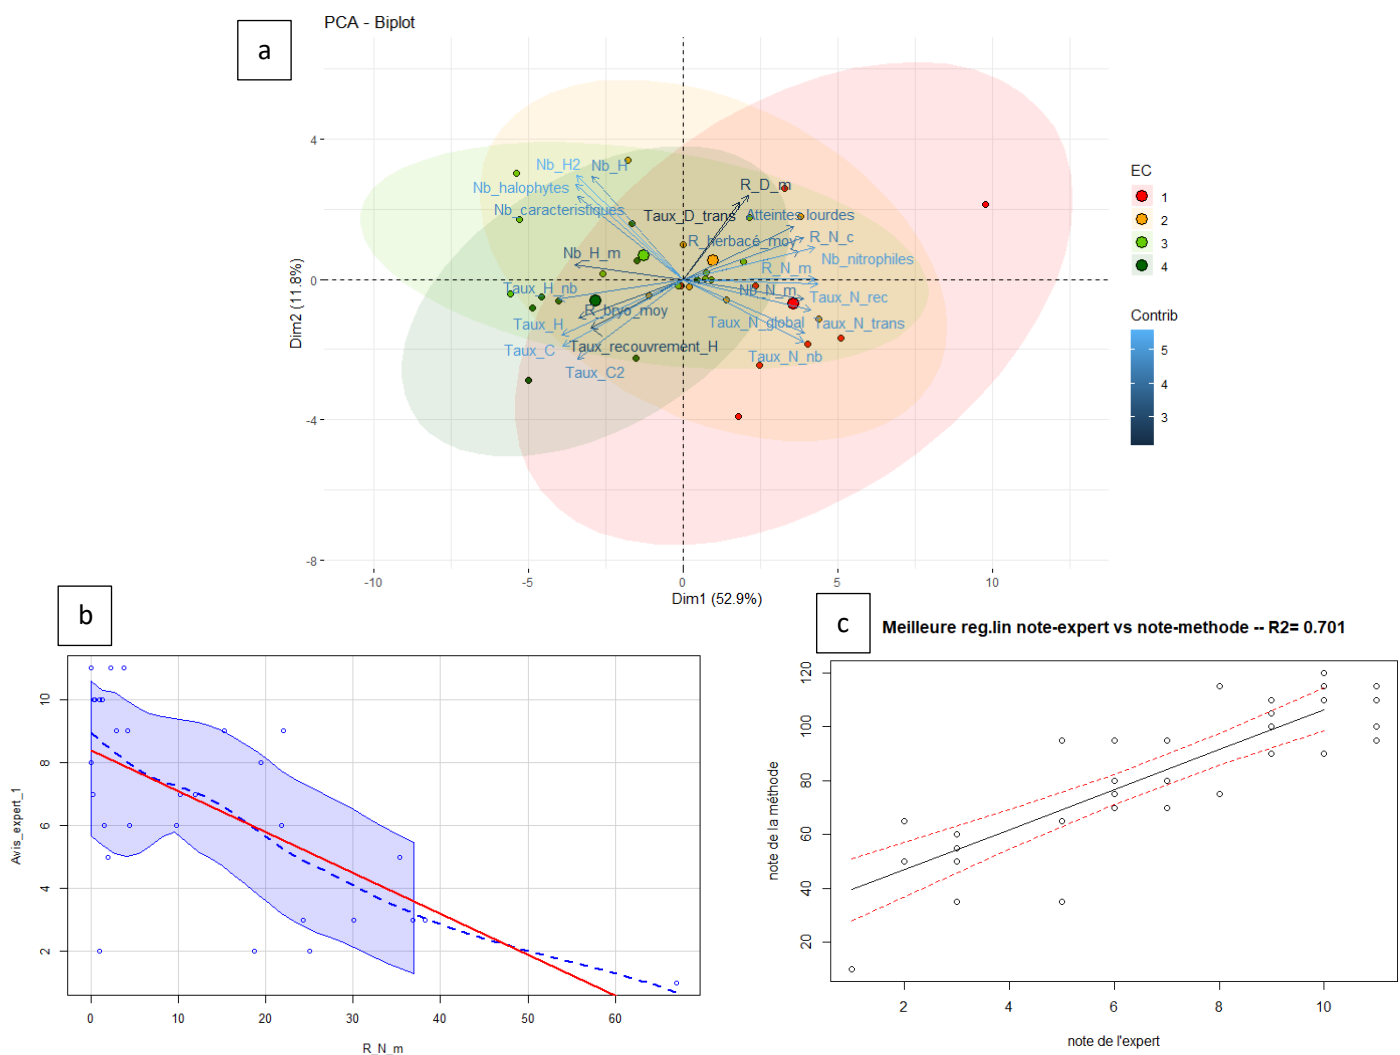 a
PCA - Biplot
Nb_H2
Nb_H
Nb_halophytes
Nb_caracteristiques
R_D_m
Taux_D_trans
Atteintes lourdes
R_herbacé_moy
R_N_c
Nb_nitrophiles
Nb_H_m
R_N_m
Taux_H_nb
Nb_N_m
Taux_N_rec
R_bryo_moy
Taux_H
Taux_N_global
Taux_N_trans
Taux_recouvrement_H
Taux_C
Taux_N_nb
Taux_C2
4
0
-4
-8
Dim2 (11.8%)
-10
-5
0
5
10
Dim1 (52.9%)
EC
1
2
3
4
Contrib
5
4
3
b
10
8
6
4
2
Avis_expert_1
0
10
20
30
40
50
60
R_N_m
c
Meilleure reg.lin note-expert vs note-methode -- R2= 0.701
120
100
80
60
40
20
note de la méthode
2
4
6
8
10
note de l'expert